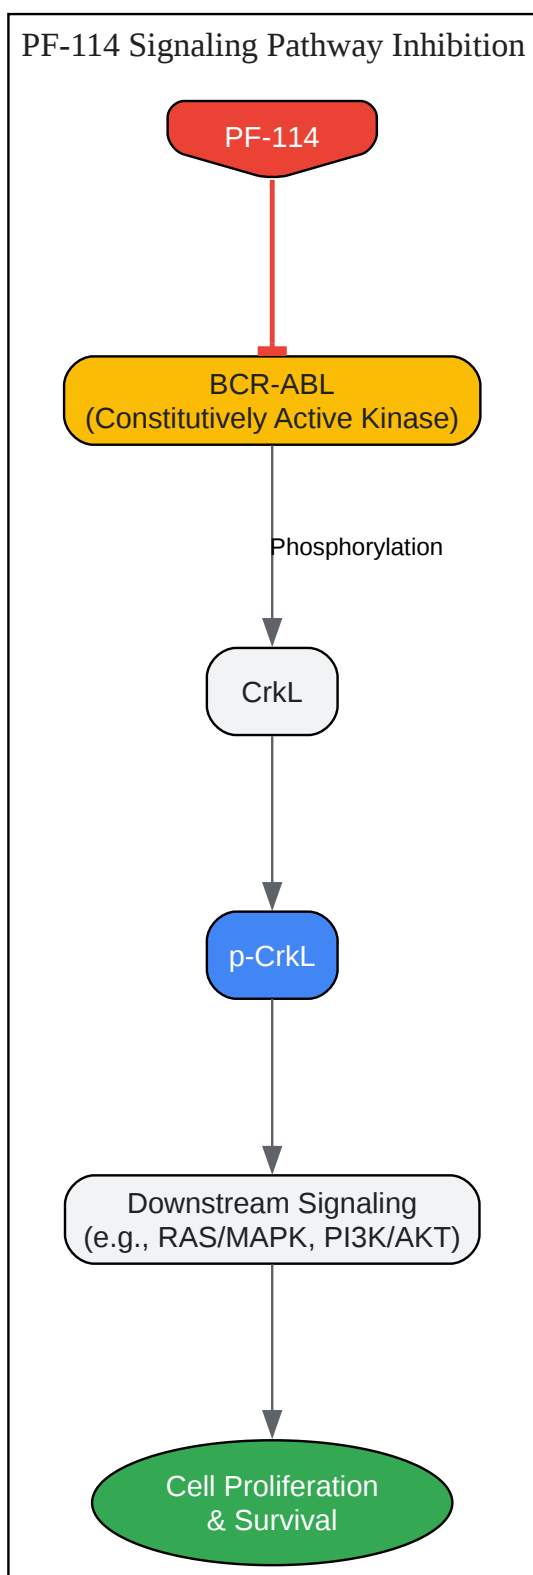 PF-114 Signaling Pathway Inhibition
PF-114
BCR-ABL
(Constitutively Active Kinase)
Phosphorylation
CrkL
p-CrkL
Downstream Signaling
(e.g., RAS/MAPK, PI3K/AKT)
Cell Proliferation
& Survival